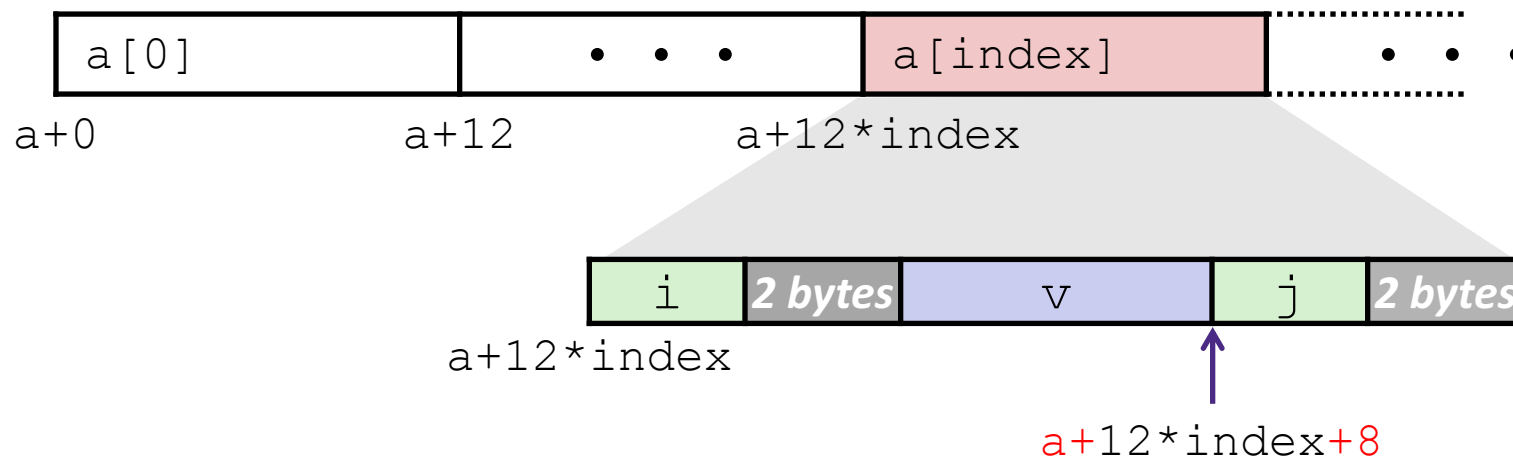 a[0] • • • a[index] • • •
a+0 a+12 a+12*index
i 2 bytes v j 2 bytes
a+12*index
a+12*index+8